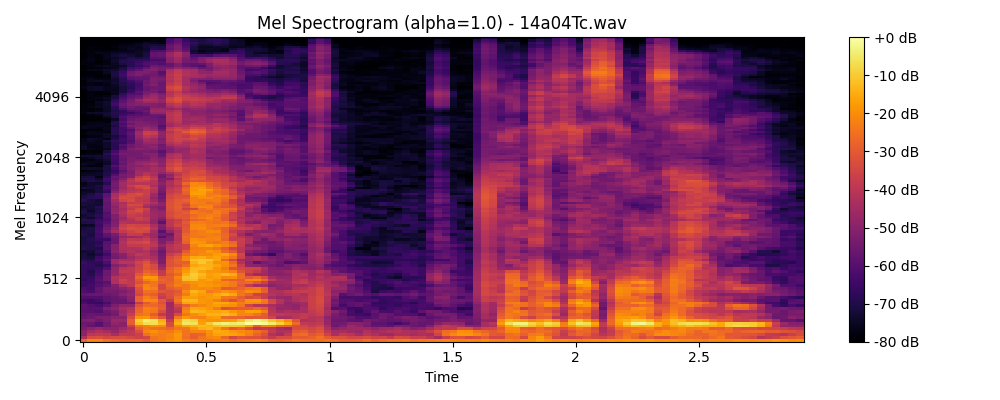 Mel Spectrogram (alpha=1.0) - 14a04Tc.wav
Mel Frequency
4096
2048
1024
512
0
0
0.5
1
1.5
2
2.5
Time
+0 dB
-10 dB
-20 dB
-30 dB
-40 dB
-50 dB
-60 dB
-70 dB
-80 dB